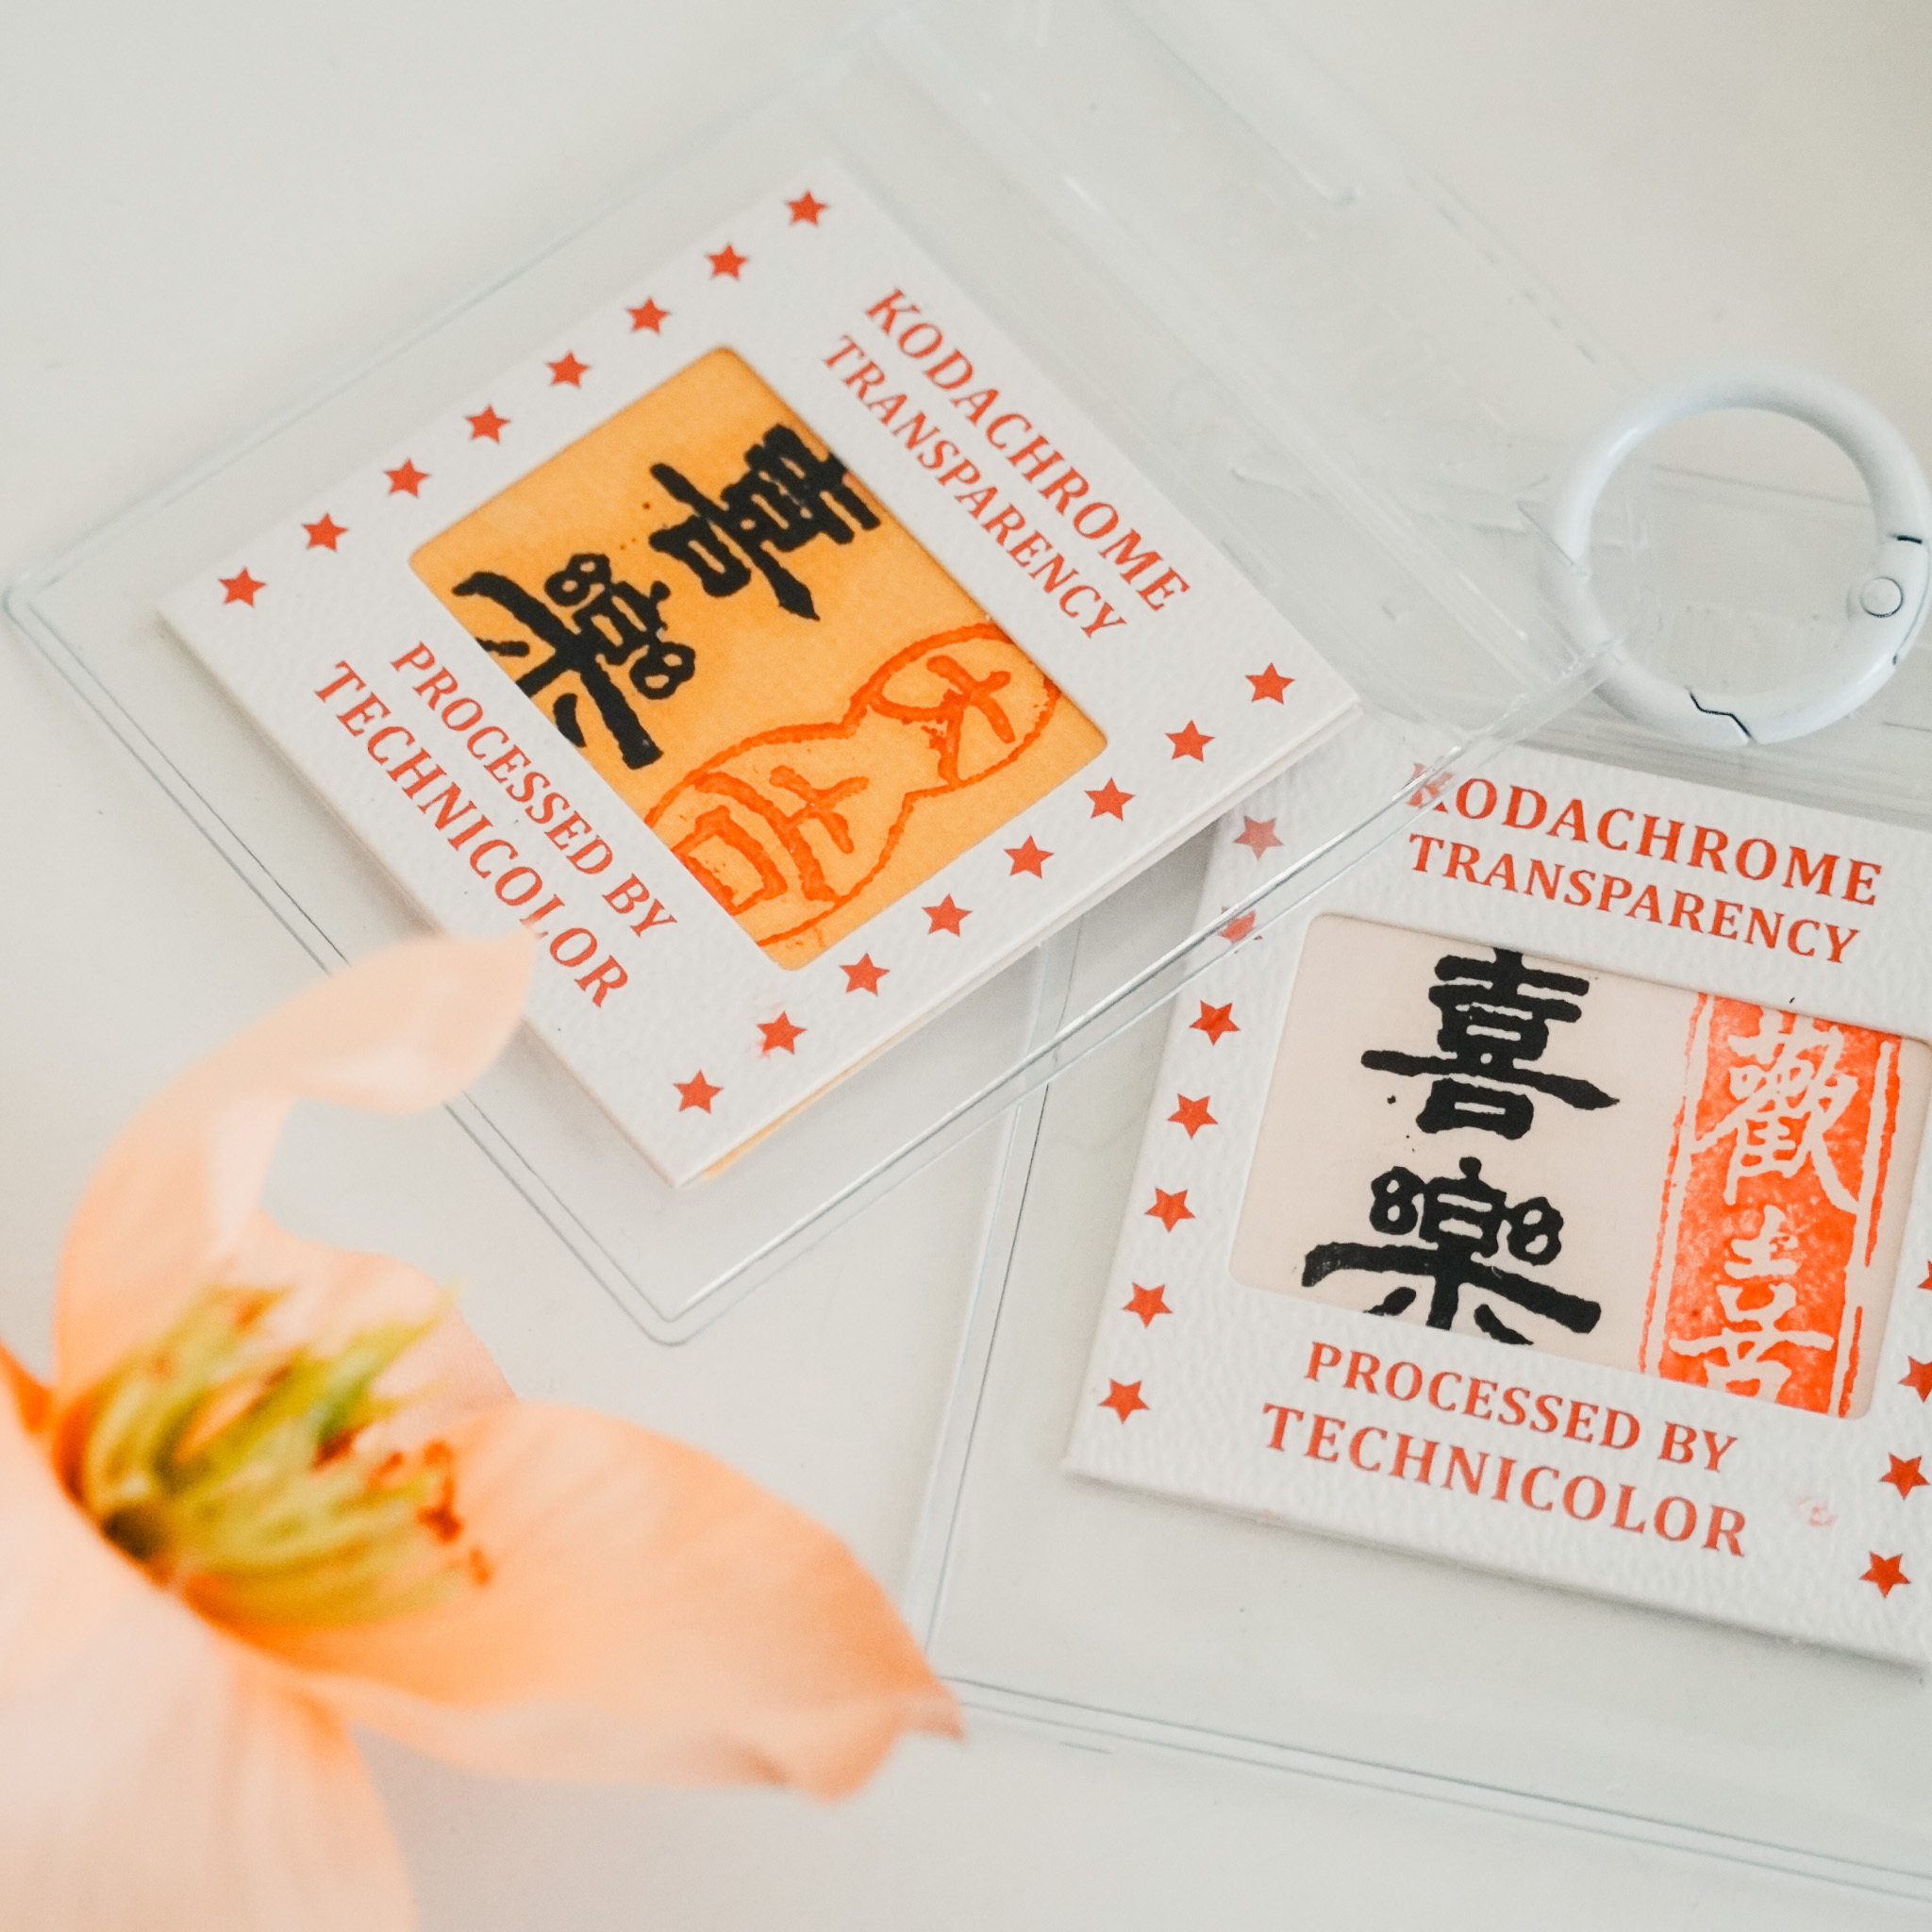 KODACHROME
TRANSPARENCY
喜
樂
大
吉
PROCESSED BY
TECHNICOLOR
KODACHROME
TRANSPARENCY
喜
樂
歡
喜
PROCESSED BY
TECHNICOLOR